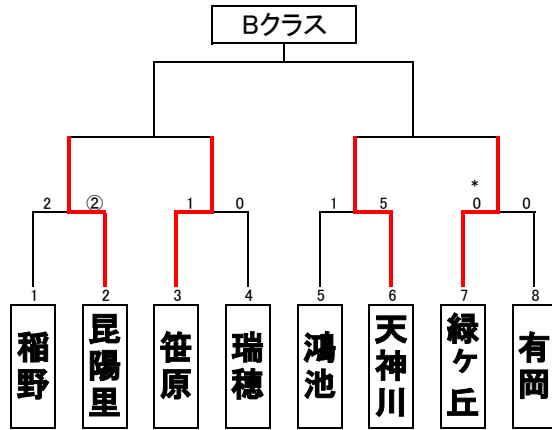 Bクラス
*
2 ② 1 0 1 5 0 0
1 2 3 4 5 6 7 8
稲野
昆陽里
笹原
瑞穂
鴻池
天神川
緑ヶ丘
有岡